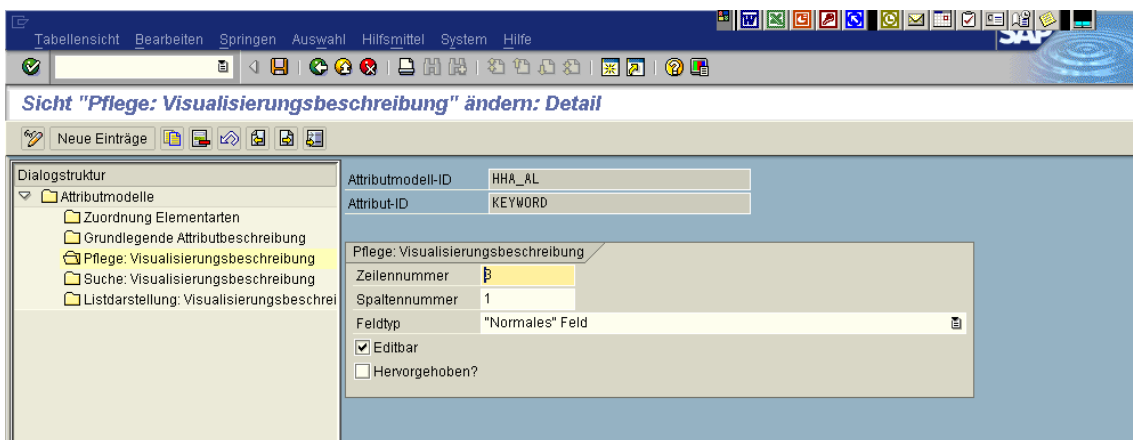 Tabellensicht Bearbeiten Springen Auswahl Hilfsmittel System Hilfe
SAP
Sicht "Pflege: Visualisierungsbeschreibung" ändern: Detail
Neue Einträge
Dialogstruktur
Attributmodelle
Zuordnung Elementarten
Grundlegende Attributbeschreibung
Pflege: Visualisierungsbeschreibung
Suche: Visualisierungsbeschreibung
Listdarstellung: Visualisierungsbeschrei
Attributmodell-ID HHA_AL
Attribut-ID KEYWORD
Pflege: Visualisierungsbeschreibung
Zeilennummer 3
Spaltennummer 1
Feldtyp "Normales" Feld
Editbar
Hervorgehoben?